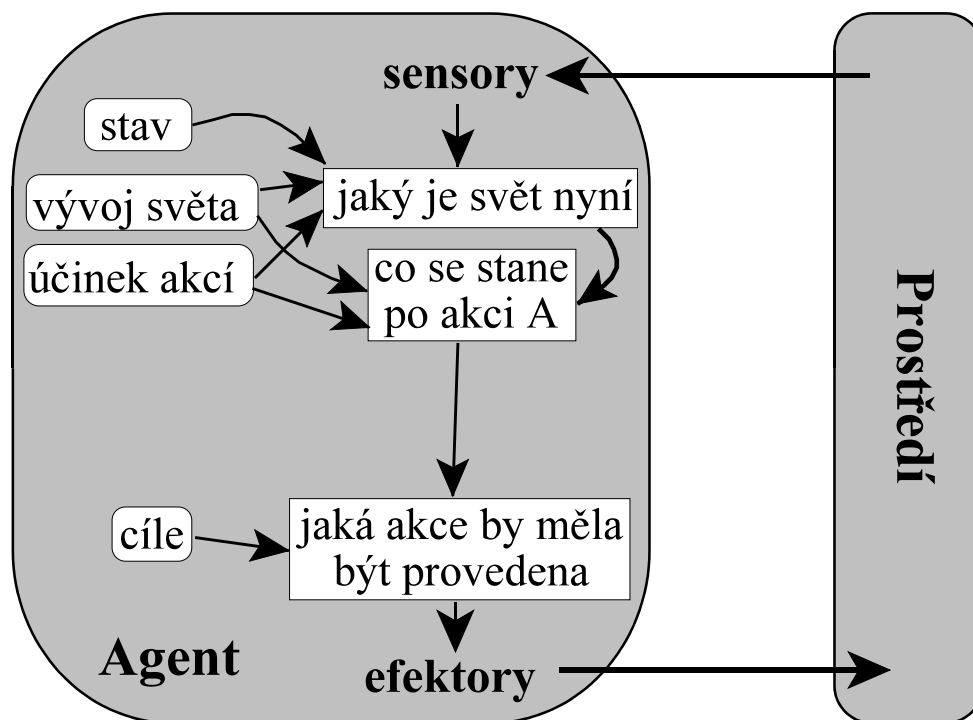 sensory
stav
jaký je svět nyní
vývoj světa
účinek akcí
co se stane
po akci A
Prostředí
jaká akce by měla
být provedena
cíle
Agent
efektory